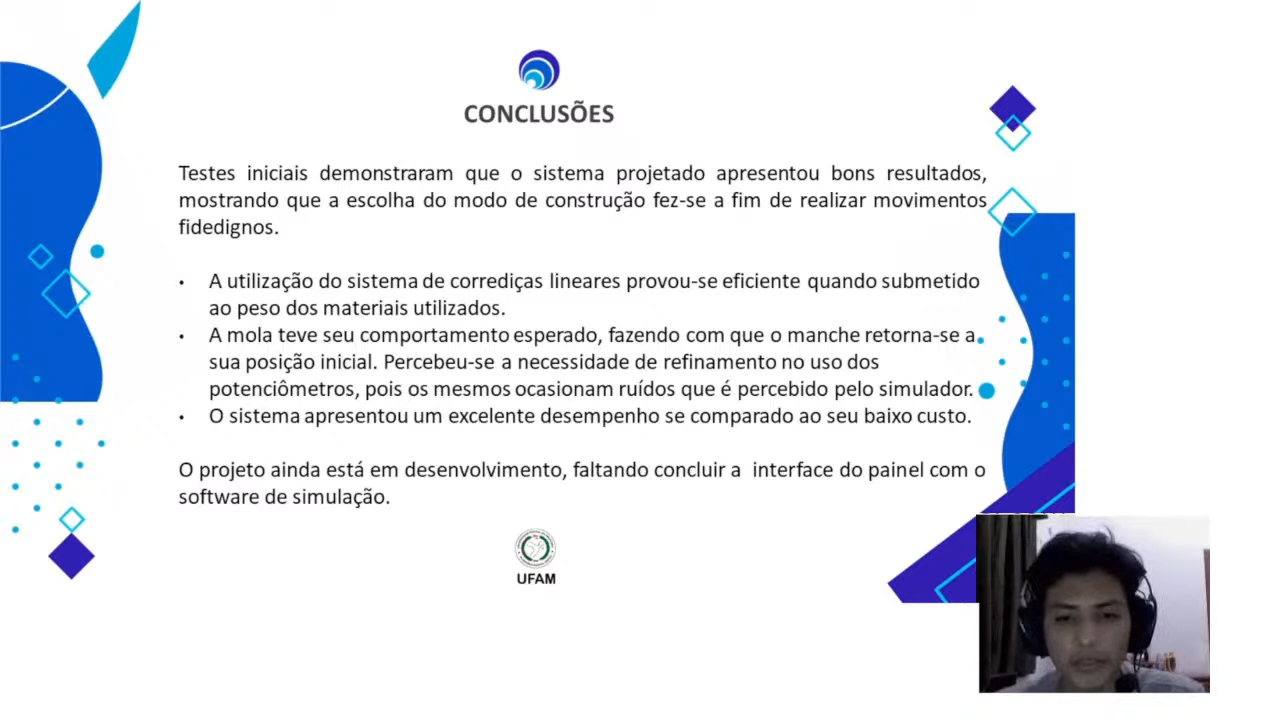 CONCLUSÕES
Testes iniciais demonstraram que o sistema projetado apresentou bons resultados,
mostrando que a escolha do modo de construção fez-se a fim de realizar movimentos
fidedignos.
• A utilização do sistema de corrediças lineares provou-se eficiente quando submetido
ao peso dos materiais utilizados.
• A mola teve seu comportamento esperado, fazendo com que o manche retorna-se a
sua posição inicial. Percebeu-se a necessidade de refinamento no uso dos
potenciômetros, pois os mesmos ocasionam ruídos que é percebido pelo simulador.
• O sistema apresentou um excelente desempenho se comparado ao seu baixo custo.
O projeto ainda está em desenvolvimento, faltando concluir a interface do painel com o
software de simulação.
UFAM